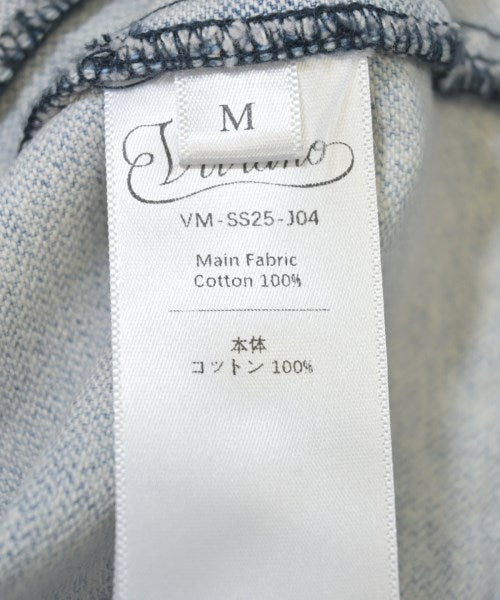 M
Viviano
VM-SS25-J04
Main Fabric
Cotton 100%
本体
コットン 100%